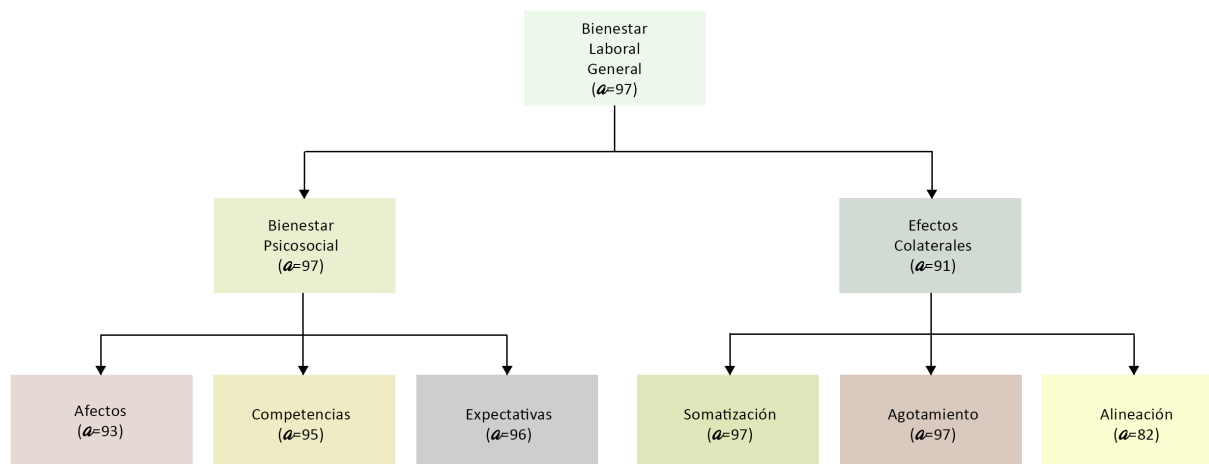 Bienestar
Laboral
General
(a=97)
Bienestar
Psicosocial
(a=97)
Efectos
Colaterales
(a=91)
Afectos
(a=93)
Competencias
(a=95)
Expectativas
(a=96)
Somatización
(a=97)
Agotamiento
(a=97)
Alineación
(a=82)